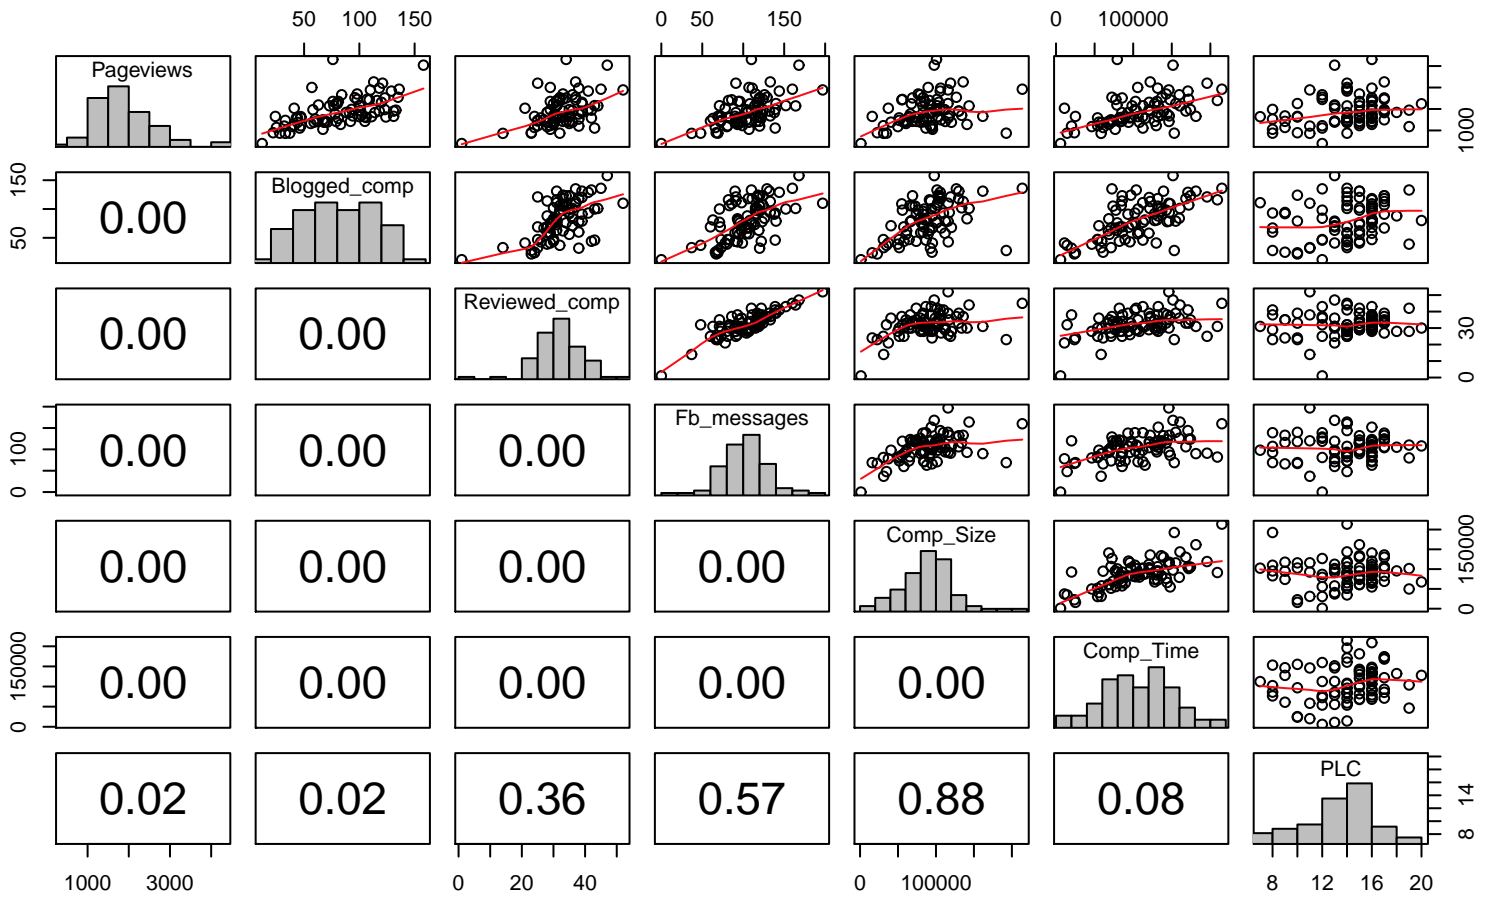 50 100 150 0 50 150 0 100000
Pageviews
1000
0.00 Blogged_comp
50 150
0.00 0.00 Reviewed_comp
0 30
0.00 0.00 0.00 Fb_messages
0 100
0.00 0.00 0.00 0.00 Comp_Size
0 150000
0.00 0.00 0.00 0.00 0.00 Comp_Time
0 150000
0.02 0.02 0.36 0.57 0.88 0.08 PLC
8 14
1000 3000 0 20 40 0 100000 8 12 16 20